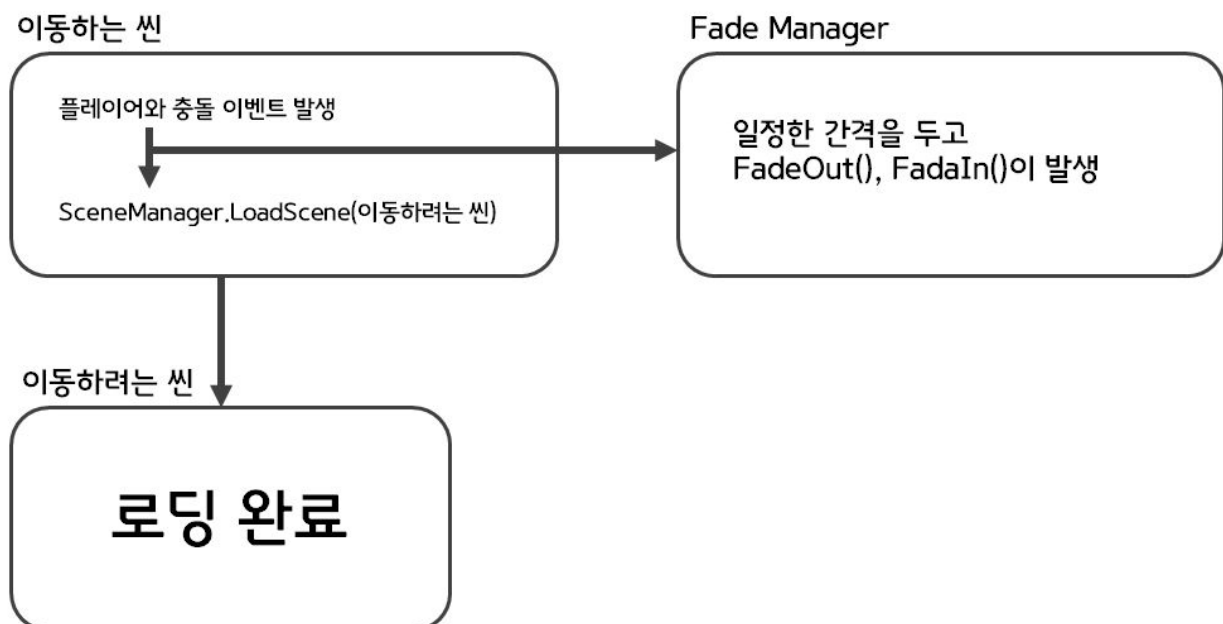 이동하는 씬
플레이어와 충돌 이벤트 발생
SceneManager.LoadScene(이동하려는 씬)
Fade Manager
일정한 간격을 두고
FadeOut(), FadaIn()이 발생
이동하려는 씬
로딩 완료